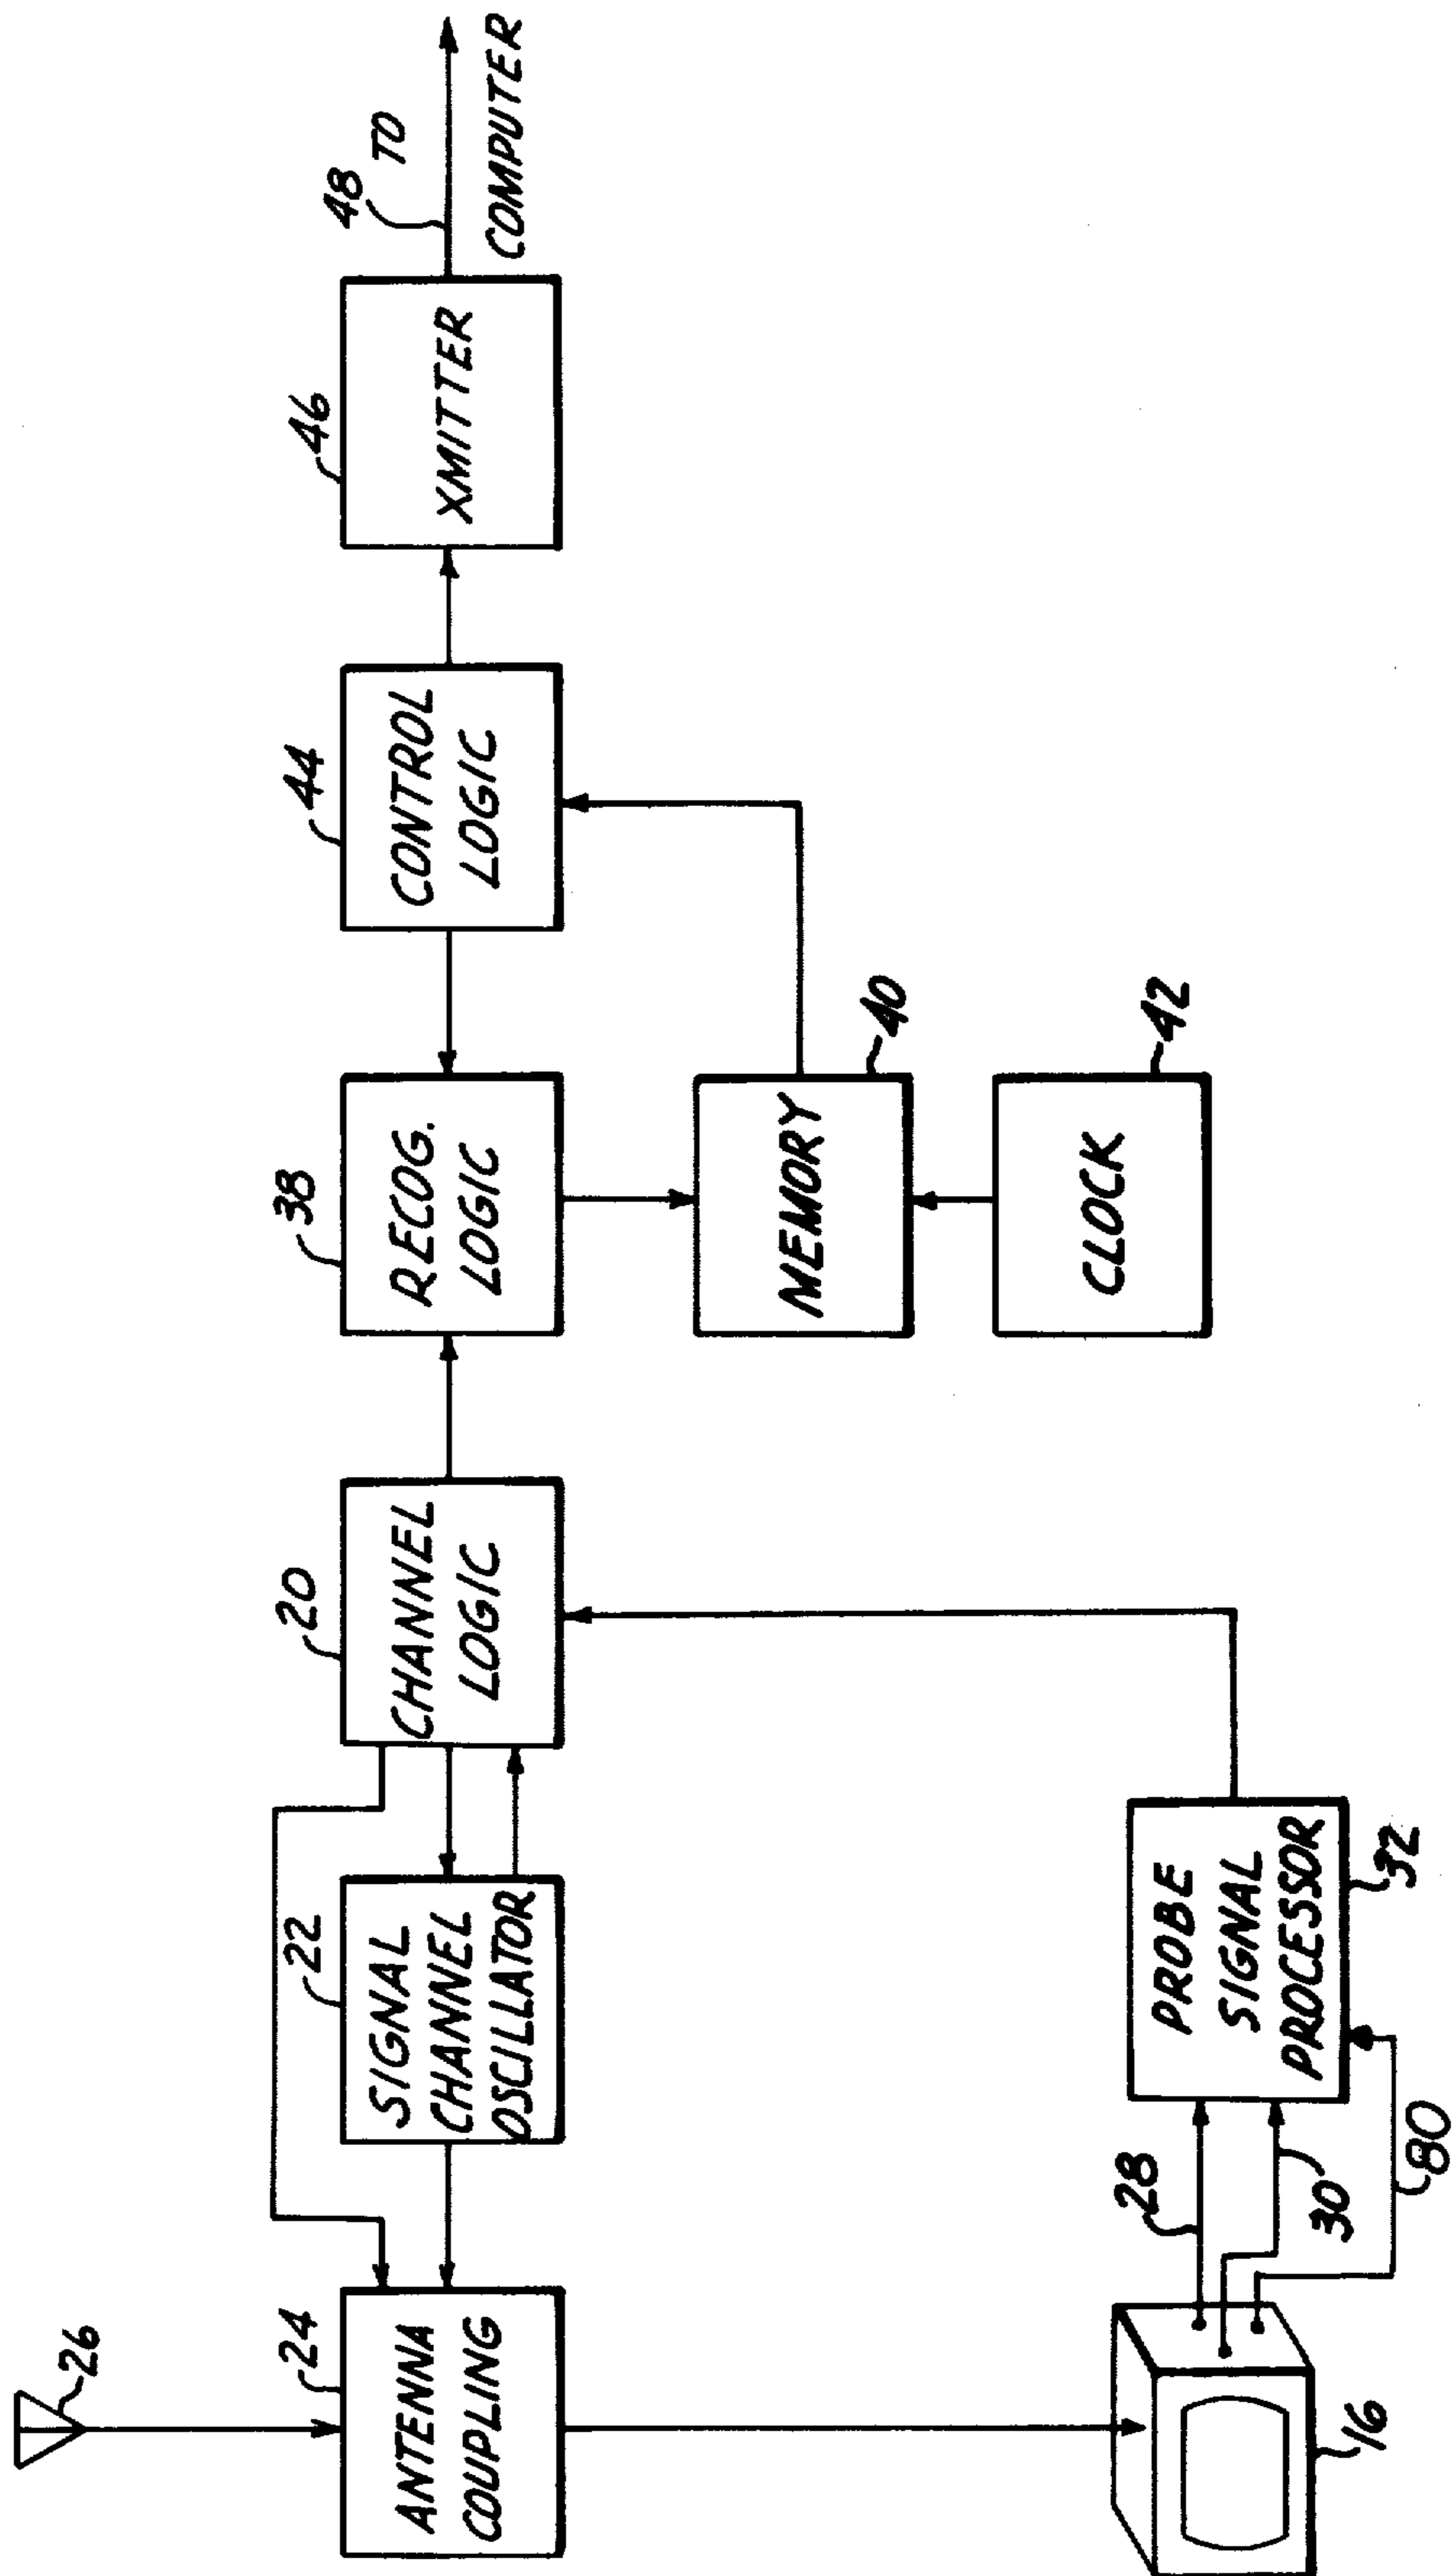 26
24
ANTENNA
COUPLING
22
SIGNAL
CHANNEL
OSCILLATOR
20
CHANNEL
LOGIC
38
RECOG.
LOGIC
44
CONTROL
LOGIC
46
XMITTER
48
TO
COMPUTER
MEMORY
40
CLOCK
42
16
28
30
80
PROBE
SIGNAL
PROCESSOR
32